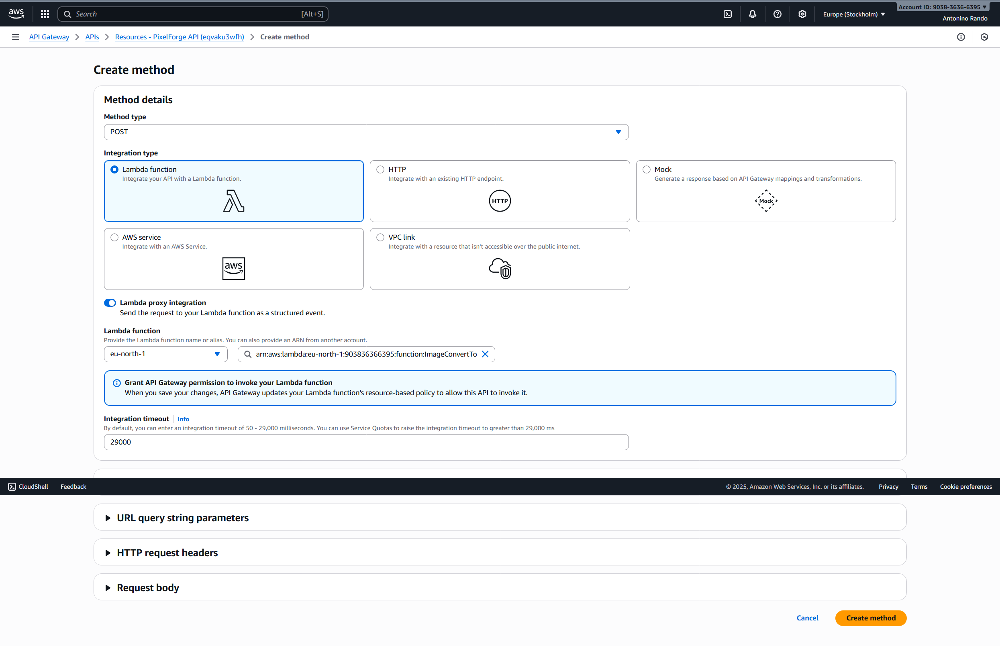 aws
Search
[Alt+S]
Europe (Stockholm)
Account ID: 9038-3636-6395
Antonino Rando
API Gateway
APIs
Resources - PixelForge API (eqvaku3wfh)
Create method
Create method
Method details
Method type
POST
Integration type
Lambda function
Integrate your API with a Lambda function.
HTTP
Integrate with an existing HTTP endpoint.
HTTP
Mock
Generate a response based on API Gateway mappings and transformations.
Mock
AWS service
Integrate with an AWS Service.
aws
VPC link
Integrate with a resource that isn't accessible over the public internet.
Lambda proxy integration
Send the request to your Lambda function as a structured event.
Lambda function
Provide the Lambda function name or alias. You can also provide an ARN from another account.
eu-north-1
arn:aws:lambda:eu-north-1:903836366395:function:ImageConvertTo
Grant API Gateway permission to invoke your Lambda function
When you save your changes, API Gateway updates your Lambda function's resource-based policy to allow this API to invoke it.
Integration timeout
Info
By default, you can enter an integration timeout of 50 - 29,000 milliseconds. You can use Service Quotas to raise the integration timeout to greater than 29,000 ms
29000
CloudShell
Feedback
© 2025, Amazon Web Services, Inc. or its affiliates.
Privacy
Terms
Cookie preferences
URL query string parameters
HTTP request headers
Request body
Cancel
Create method